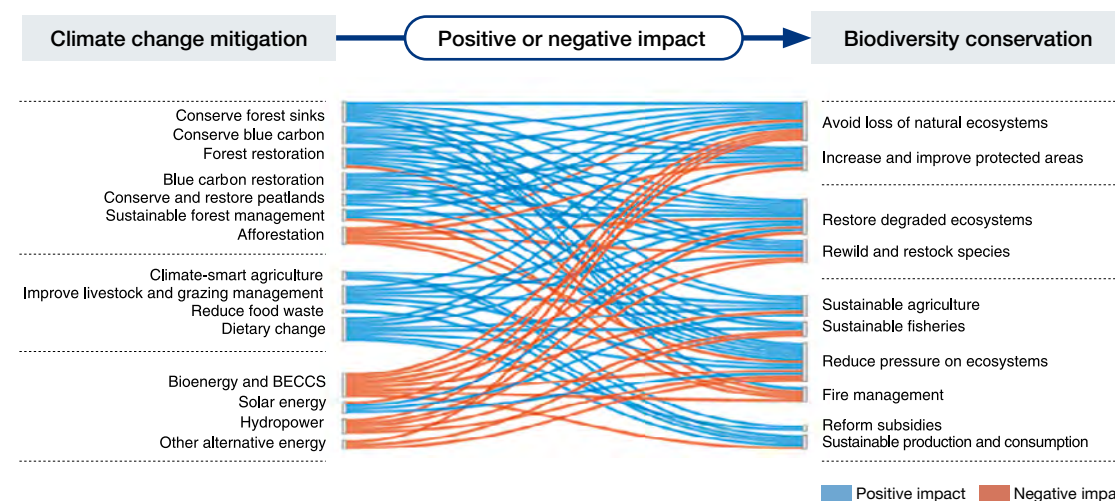 Climate change mitigation
Positive or negative impact
Biodiversity conservation
Conserve forest sinks
Conserve blue carbon
Forest restoration
Blue carbon restoration
Conserve and restore peatlands
Sustainable forest management
Afforestation
Climate-smart agriculture
Improve livestock and grazing management
Reduce food waste
Dietary change
Bioenergy and BECCS
Solar energy
Hydropower
Other alternative energy
Avoid loss of natural ecosystems
Increase and improve protected areas
Restore degraded ecosystems
Rewild and restock species
Sustainable agriculture
Sustainable fisheries
Reduce pressure on ecosystems
Fire management
Reform subsidies
Sustainable production and consumption
Positive impact
Negative impa